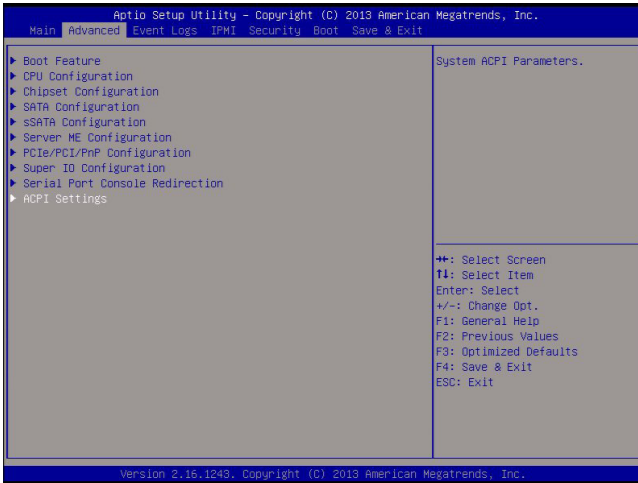 Aptio Setup Utility – Copyright (C) 2013 American Megatrends, Inc.
Main Advanced Event Logs IPMI Security Boot Save & Exit
▶ Boot Feature
▶ CPU Configuration
▶ Chipset Configuration
▶ SATA Configuration
▶ sSATA Configuration
▶ Server ME Configuration
▶ PCIe/PCI/PnP Configuration
▶ Super IO Configuration
▶ Serial Port Console Redirection
▶ ACPI Settings
System ACPI Parameters.
→←: Select Screen
↑↓: Select Item
Enter: Select
+/-: Change Opt.
F1: General Help
F2: Previous Values
F3: Optimized Defaults
F4: Save & Exit
ESC: Exit
Version 2.16.1243. Copyright (C) 2013 American Megatrends, Inc.